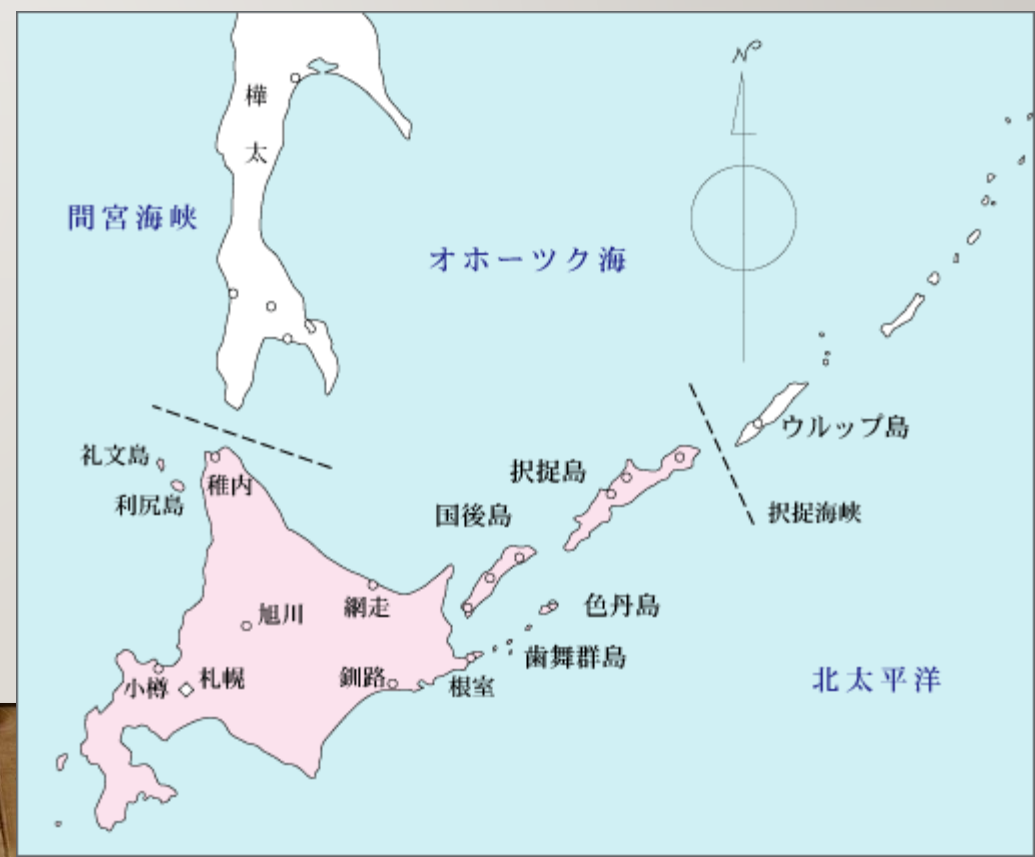 N
樺
太
間宮海峡
オホーツク海
ウルップ島
礼文島
択捉島
稚内
利尻島
国後島
択捉海峡
網走
色丹島
旭川
歯舞群島
釧路
札幌
小樽
根室
北太平洋